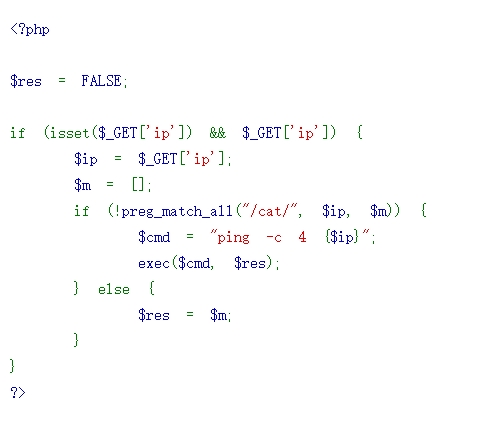 <?php
$res = FALSE;
if (isset($_GET['ip']) && $_GET['ip']) {
$ip = $_GET['ip'];
$m = [];
if (!preg_match_all("/cat/", $ip, $m)) {
$cmd = "ping -c 4 {$ip}";
exec($cmd, $res);
} else {
$res = $m;
}
}
?>